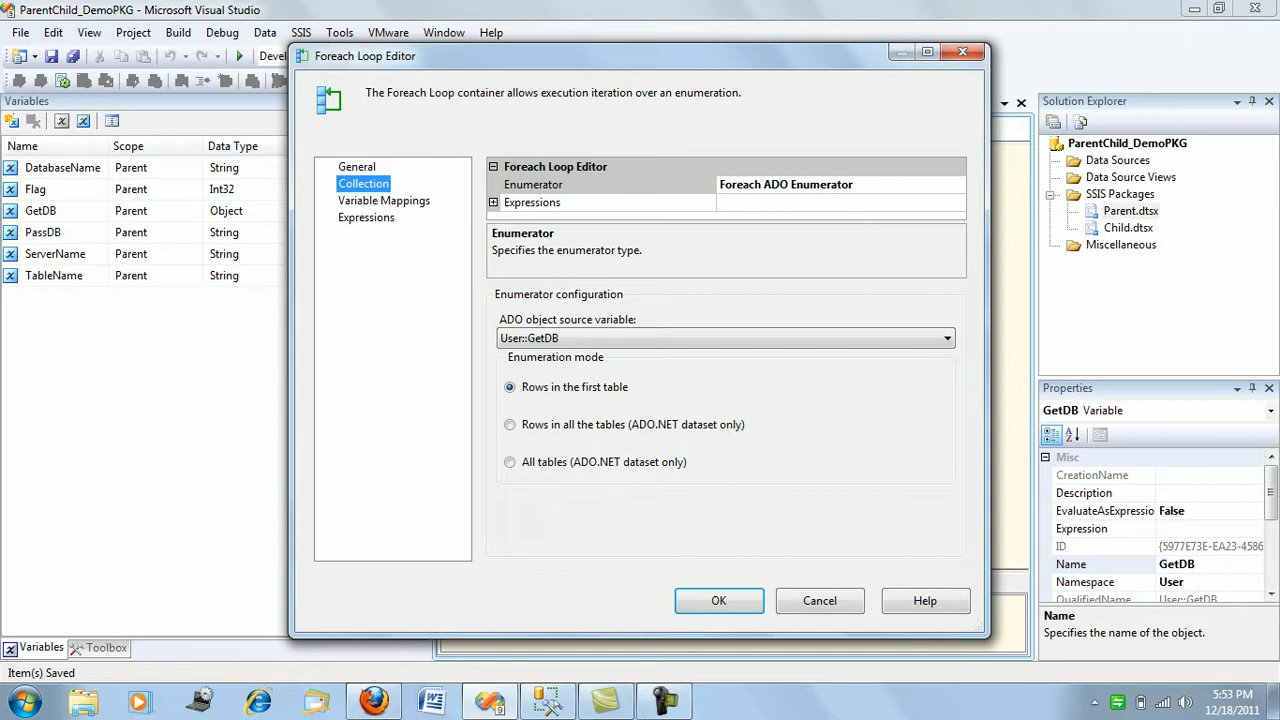 ParentChild_DemoPKG - Microsoft Visual Studio
File Edit View Project Build Debug Data SSIS Tools VMware Window Help
Develo
Variables
Name Scope Data Type
DatabaseName Parent String
Flag Parent Int32
GetDB Parent Object
PassDB Parent String
ServerName Parent String
TableName Parent String
Variables Toolbox
Foreach Loop Editor
The Foreach Loop container allows execution iteration over an enumeration.
General
Collection
Variable Mappings
Expressions
Foreach Loop Editor
Enumerator Foreach ADO Enumerator
Expressions
Enumerator
Specifies the enumerator type.
Enumerator configuration
ADO object source variable:
User::GetDB
Enumeration mode
Rows in the first table
Rows in all the tables (ADO.NET dataset only)
All tables (ADO.NET dataset only)
OK Cancel Help
Solution Explorer
ParentChild_DemoPKG
Data Sources
Data Source Views
SSIS Packages
Parent.dtsx
Child.dtsx
Miscellaneous
Properties
GetDB Variable
Misc
CreationName
Description
EvaluateAsExpressio False
Expression
ID {5977E73E-EA23-4586
Name GetDB
Namespace User
QualifiedName User::GetDB
Name
Specifies the name of the object.
Item(s) Saved
5:53 PM
12/18/2011